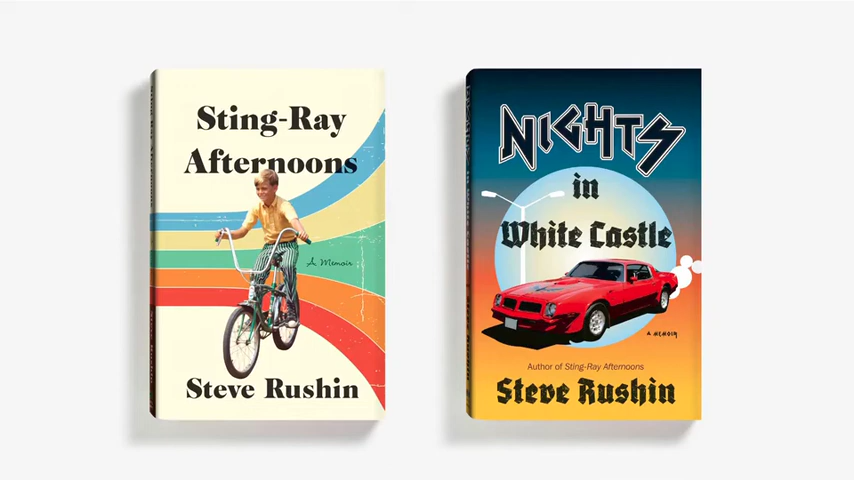 Sting-Ray
Afternoons
A Memoir
Steve Rushin
NIGHTS
in
White Castle
A MEMOIR
Author of Sting-Ray Afternoons
Steve Rushin